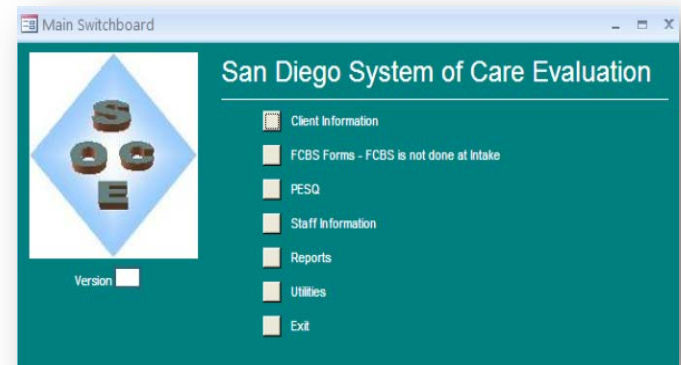 Main Switchboard
San Diego System of Care Evaluation
S
O C
E
Client Information
FCBS Forms - FCBS is not done at Intake
PESQ
Staff Information
Reports
Utilities
Exit
Version